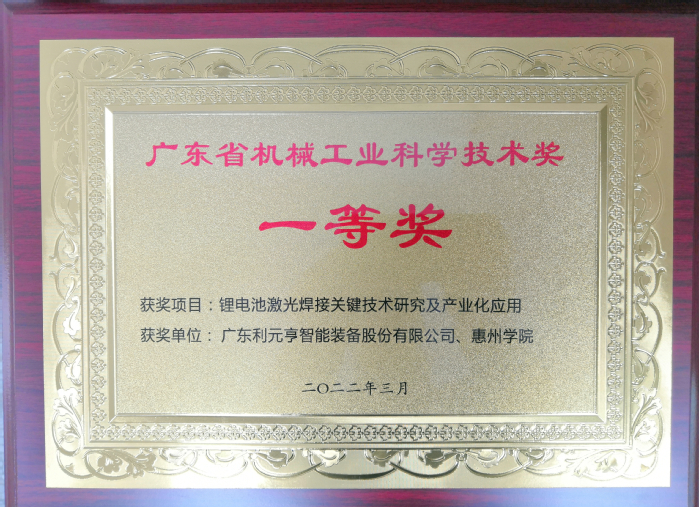 广东省机械工业科学技术奖
一等奖
获奖项目：锂电池激光焊接关键技术研究及产业化应用
获奖单位：广东利元亨智能装备股份有限公司、惠州学院
二〇二二年三月